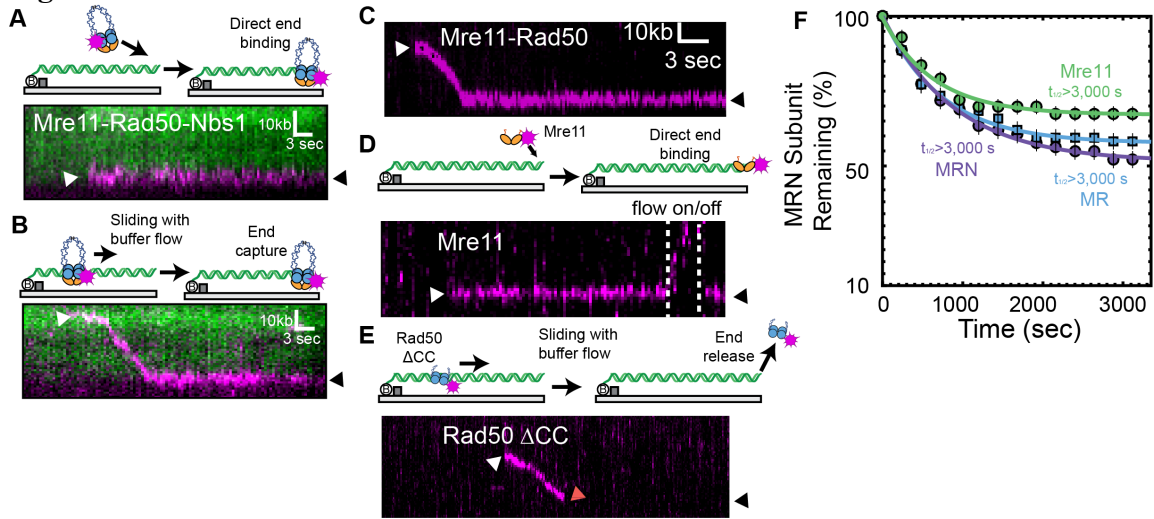 A
Direct end
binding
B
B
Mre11-Rad50-Nbs1
10kb
3 sec
B
Sliding with
buffer flow
End
capture
B
B
10kb
3 sec
C
Mre11-Rad50
10kb
3 sec
D
Mre11
Direct end
binding
B
B
flow on/off
Mre11
E
Rad50
ΔCC
Sliding with
buffer flow
End
release
B
B
Rad50 ΔCC
F
MRN Subunit
Remaining (%)
100
50
10
Mre11
t1/2>3,000 s
t1/2>3,000 s
MRN
t1/2>3,000 s
MR
0
1000
2000
3000
Time (sec)